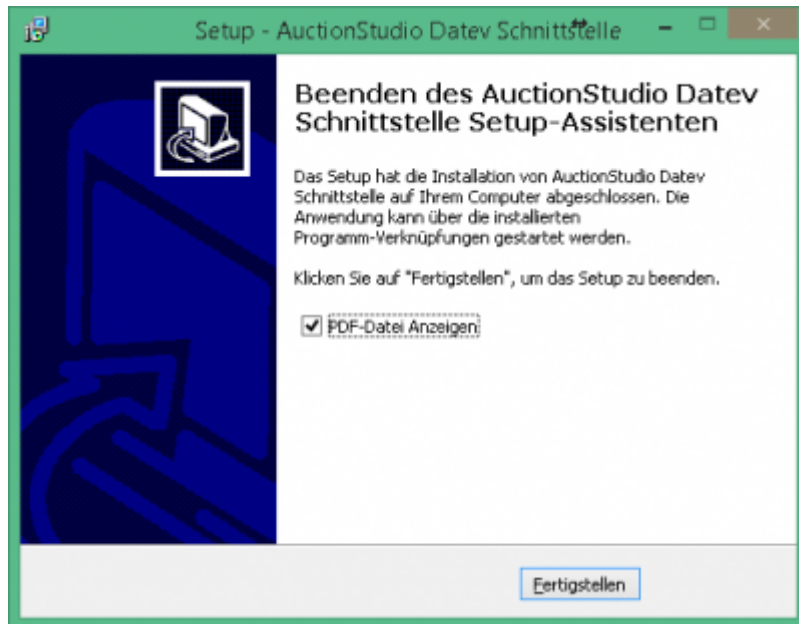 Setup - AuctionStudio Datev Schnittstelle
Beenden des AuctionStudio Datev
Schnittstelle Setup-Assistenten
Das Setup hat die Installation von AuctionStudio Datev
Schnittstelle auf Ihrem Computer abgeschlossen. Die
Anwendung kann über die installierten
Programm-Verknüpfungen gestartet werden.
Klicken Sie auf "Fertigstellen", um das Setup zu beenden.
PDF-Datei Anzeigen
Fertigstellen